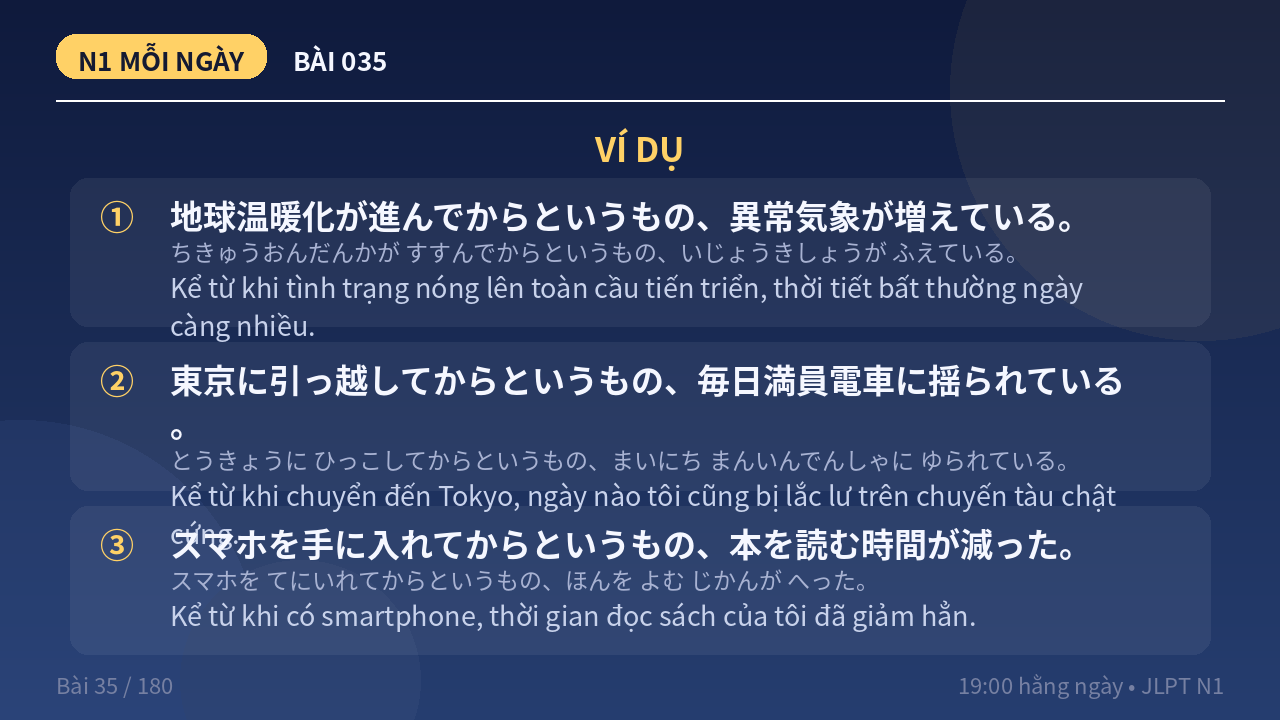 N1 MỖI NGÀY
BÀI 035
VÍ DỤ
① 地球温暖化が進んでからというもの、異常気象が増えている。
ちきゅうおんだんかが すすんでからというもの、いじょうきしょうが ふえている。
Kể từ khi tình trạng nóng lên toàn cầu tiến triển, thời tiết bất thường ngày
càng nhiều.
② 東京に引っ越してからというもの、毎日満員電車に揺られている
。
とうきょうに ひっこしてからというもの、まいにち まんいんでんしゃに ゆられている。
Kể từ khi chuyển đến Tokyo, ngày nào tôi cũng bị lắc lư trên chuyến tàu chật
cứng.
③ スマホを手に入れてからというもの、本を読む時間が減った。
スマホを てにいれてからというもの、ほんを よむ じかんが へった。
Kể từ khi có smartphone, thời gian đọc sách của tôi đã giảm hẳn.
Bài 35 / 180
19:00 hằng ngày • JLPT N1